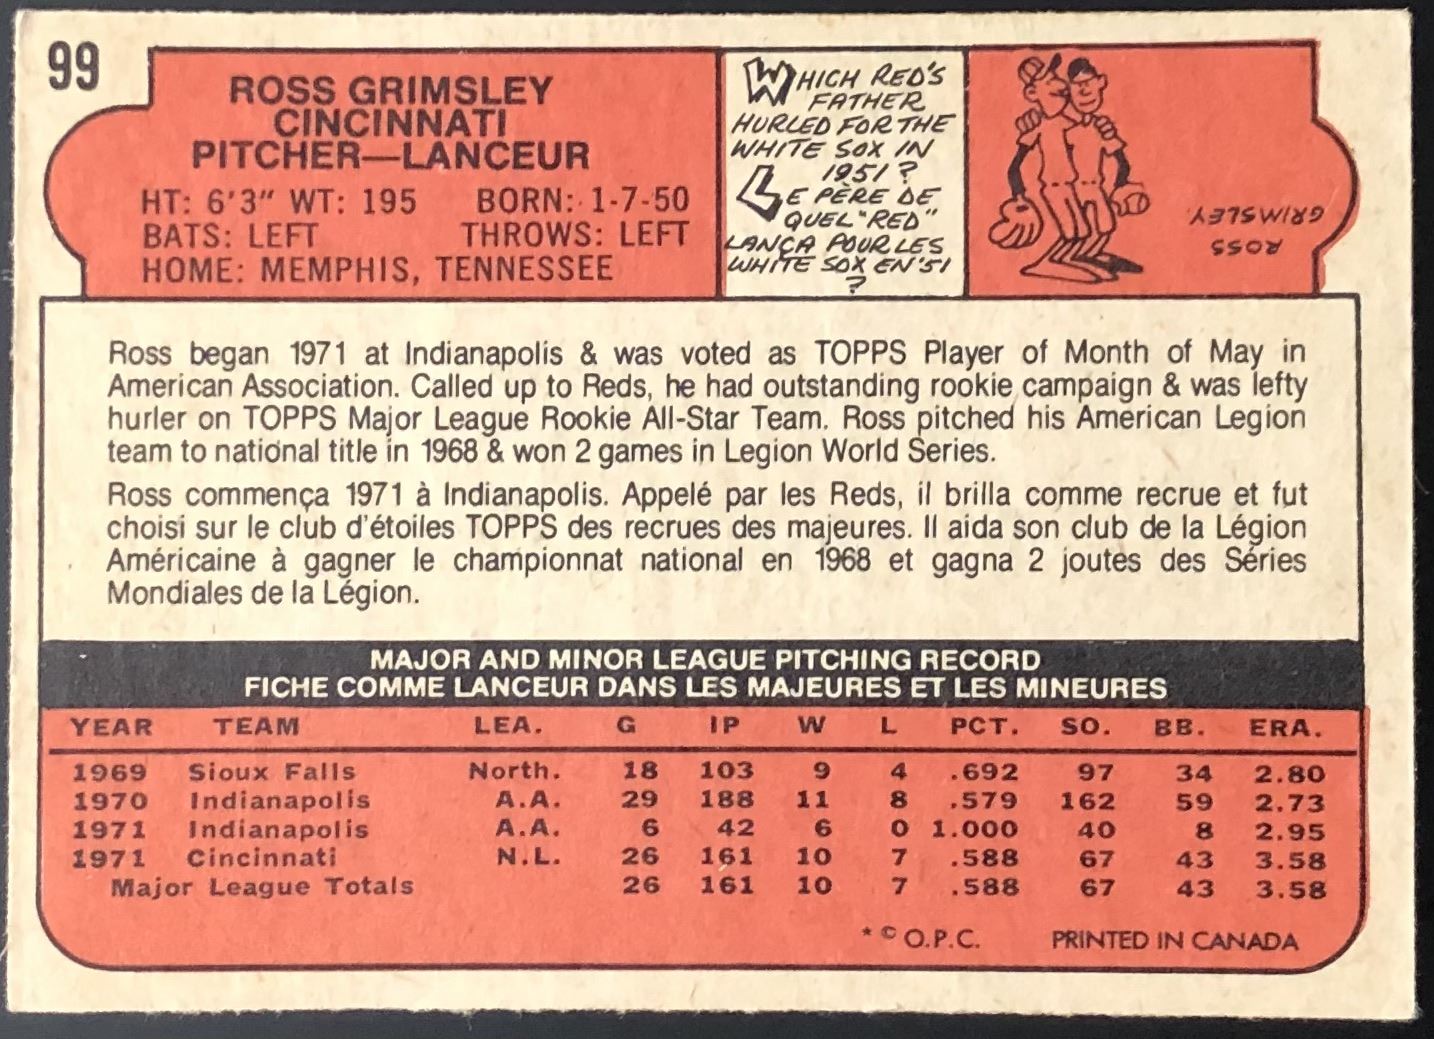 99
ROSS GRIMSLEY
CINCINNATI
PITCHER—LANCEUR
HT: 6'3" WT: 195 BORN: 1-7-50
BATS: LEFT THROWS: LEFT
HOME: MEMPHIS, TENNESSEE
WHICH RED'S
FATHER
HURLED FOR THE
WHITE SOX IN
1951?
LE PÈRE DE
QUEL "RED"
LANÇA POUR LES
WHITE SOX EN '51
?
ROSS
GRIMSLEY
Ross began 1971 at Indianapolis & was voted as TOPPS Player of Month of May in
American Association. Called up to Reds, he had outstanding rookie campaign & was lefty
hurler on TOPPS Major League Rookie All-Star Team. Ross pitched his American Legion
team to national title in 1968 & won 2 games in Legion World Series.
Ross commença 1971 à Indianapolis. Appelé par les Reds, il brilla comme recrue et fut
choisi sur le club d'étoiles TOPPS des recrues des majeures. Il aida son club de la Légion
Américaine à gagner le championnat national en 1968 et gagna 2 joutes des Séries
Mondiales de la Légion.
MAJOR AND MINOR LEAGUE PITCHING RECORD
FICHE COMME LANCEUR DANS LES MAJEURES ET LES MINEURES
YEAR TEAM LEA. G IP W L PCT. SO. BB. ERA.
1969 Sioux Falls North. 18 103 9 4 .692 97 34 2.80
1970 Indianapolis A.A. 29 188 11 8 .579 162 59 2.73
1971 Indianapolis A.A. 6 42 6 0 1.000 40 8 2.95
1971 Cincinnati N.L. 26 161 10 7 .588 67 43 3.58
Major League Totals 26 161 10 7 .588 67 43 3.58
* © O.P.C. PRINTED IN CANADA